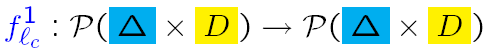 f^1_{ℓ_c} : 𝒫(Δ × D) → 𝒫(Δ × D)